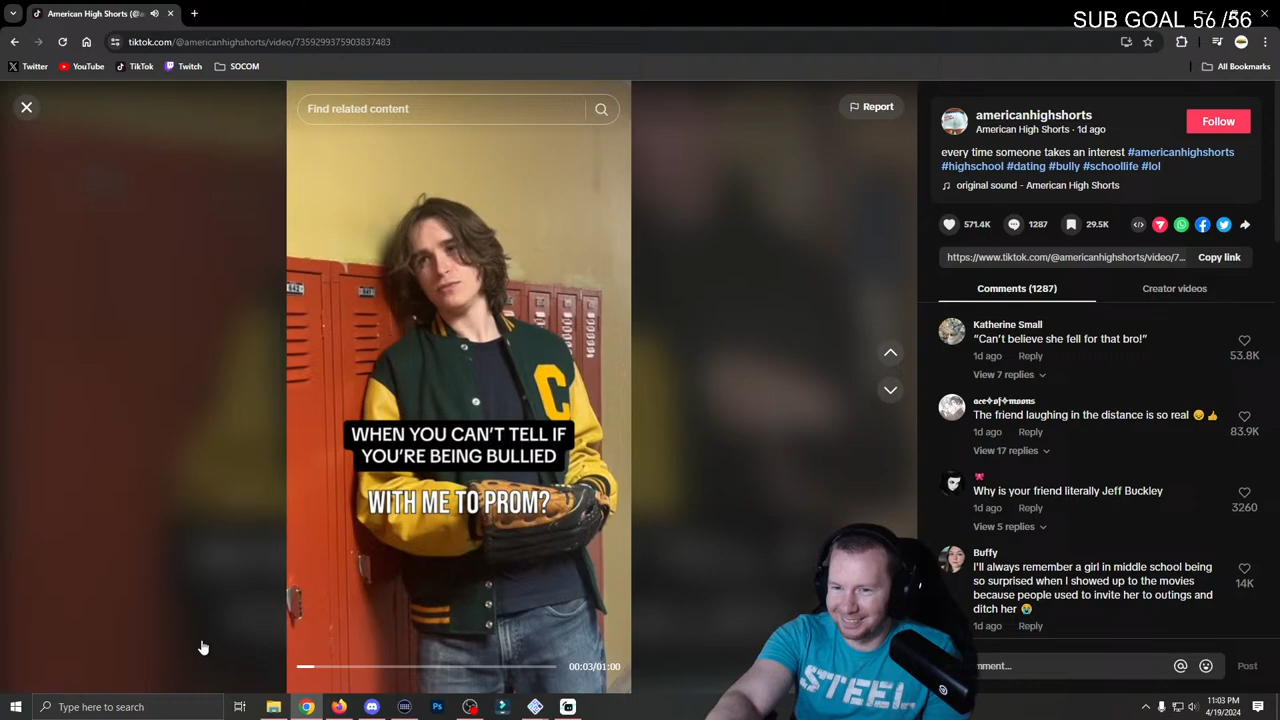 SUB GOAL 56 /56
American High Shorts (@a
tiktok.com/@americanhighshorts/video/7359299375903837483
Twitter
YouTube
TikTok
Twitch
SOCOM
All Bookmarks
Find related content
Report
americanhighshorts
American High Shorts · 1d ago
Follow
every time someone takes an interest #americanhighshorts
#highschool #dating #bully #schoollife #lol
original sound - American High Shorts
571.4K
1287
29.5K
https://www.tiktok.com/@americanhighshorts/video/7...
Copy link
Comments (1287)
Creator videos
Katherine Small
“Can’t believe she fell for that bro!”
1d ago
Reply
53.8K
View 7 replies
ace✧of✧moons
The friend laughing in the distance is so real
1d ago
Reply
83.9K
View 17 replies
Why is your friend literally Jeff Buckley
1d ago
Reply
3260
View 5 replies
Buffy
I'll always remember a girl in middle school being
so surprised when I showed up to the movies
because people used to invite her to outings and
ditch her
14K
1d ago
Reply
C
WHEN YOU CAN’T TELL IF
YOU’RE BEING BULLIED
WITH ME TO PROM?
00:03/01:00
STEEL
mment...
Post
Type here to search
11:03 PM
4/19/2024